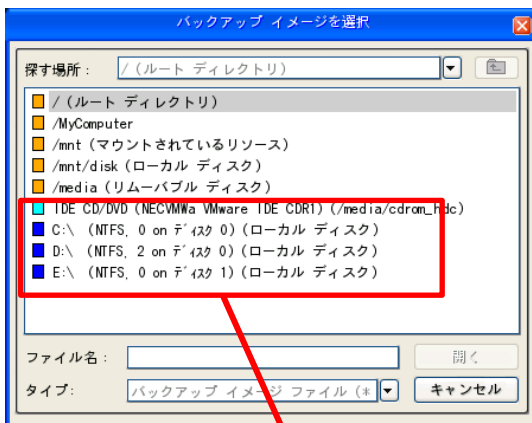 バックアップ イメージを選択
探す場所： /(ルート ディレクトリ)
/(ルート ディレクトリ)
/MyComputer
/mnt (マウントされているリソース)
/mnt/disk (ローカル ディスク)
/media (リムーバブル ディスク)
IDE CD/DVD (NECVMWa VMware IDE CDR1) (/media/cdrom_hdc)
C:\ (NTFS, 0 on ﾃﾞｨｽｸ 0) (ローカル ディスク)
D:\ (NTFS, 2 on ﾃﾞｨｽｸ 0) (ローカル ディスク)
E:\ (NTFS, 0 on ﾃﾞｨｽｸ 1) (ローカル ディスク)
ファイル名： 開く
タイプ： バックアップ イメージ ファイル (* キャンセル